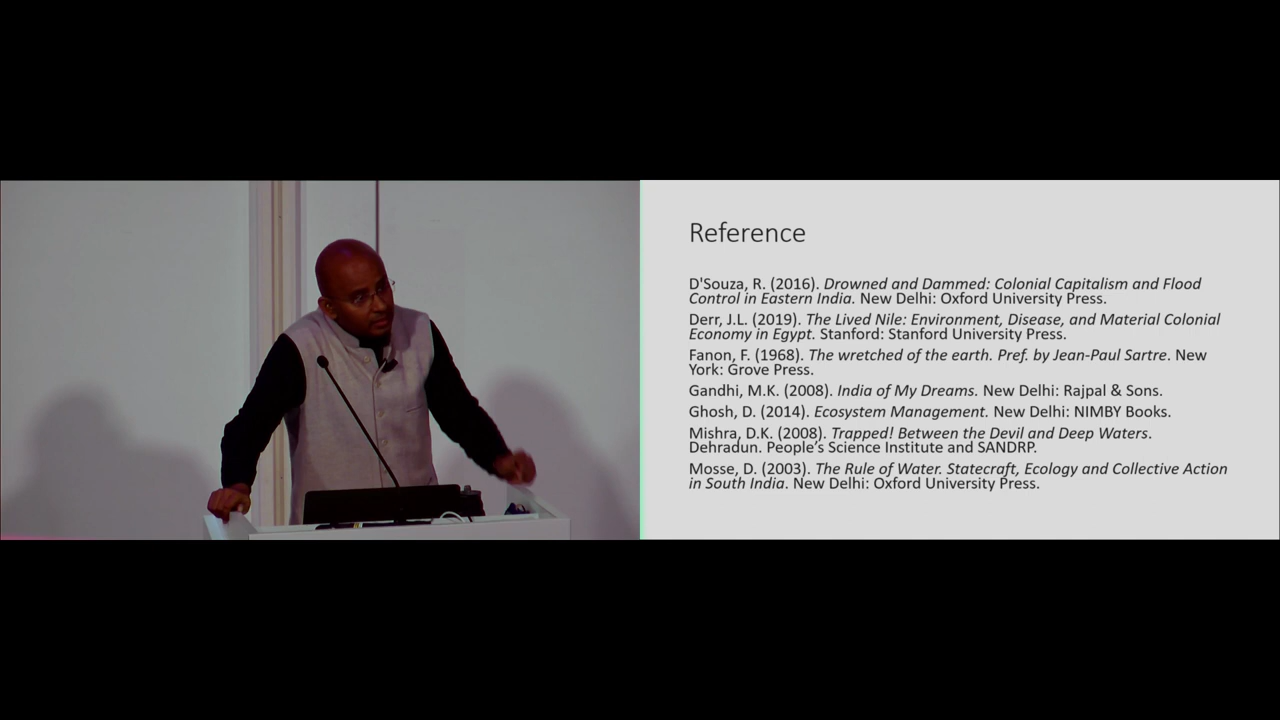 Reference
D'Souza, R. (2016). Drowned and Dammed: Colonial Capitalism and Flood
Control in Eastern India. New Delhi: Oxford University Press.
Derr, J.L. (2019). The Lived Nile: Environment, Disease, and Material Colonial
Economy in Egypt. Stanford: Stanford University Press.
Fanon, F. (1968). The wretched of the earth. Pref. by Jean-Paul Sartre. New
York: Grove Press.
Gandhi, M.K. (2008). India of My Dreams. New Delhi: Rajpal & Sons.
Ghosh, D. (2014). Ecosystem Management. New Delhi: NIMBY Books.
Mishra, D.K. (2008). Trapped! Between the Devil and Deep Waters.
Dehradun. People’s Science Institute and SANDRP.
Mosse, D. (2003). The Rule of Water. Statecraft, Ecology and Collective Action
in South India. New Delhi: Oxford University Press.